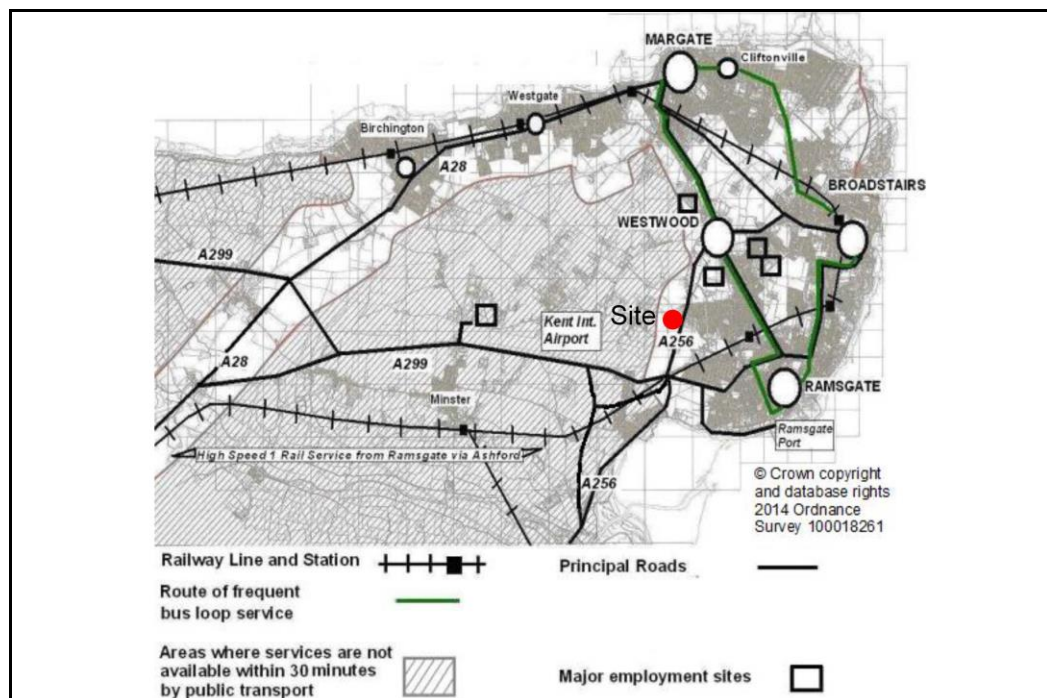 MARGATE
Cliftonville
Westgate
Birchington
A28
BROADSTAIRS
WESTWOOD
A299
Site
Kent Int.
Airport
A256
A28
A299
Minster
RAMSGATE
Ramsgate
Port
High Speed 1 Rail Service from Ramsgate via Ashford
A256
© Crown copyright
and database rights
2014 Ordnance
Survey 100018261
Railway Line and Station
Principal Roads
Route of frequent
bus loop service
Areas where services are not
available within 30 minutes
by public transport
Major employment sites